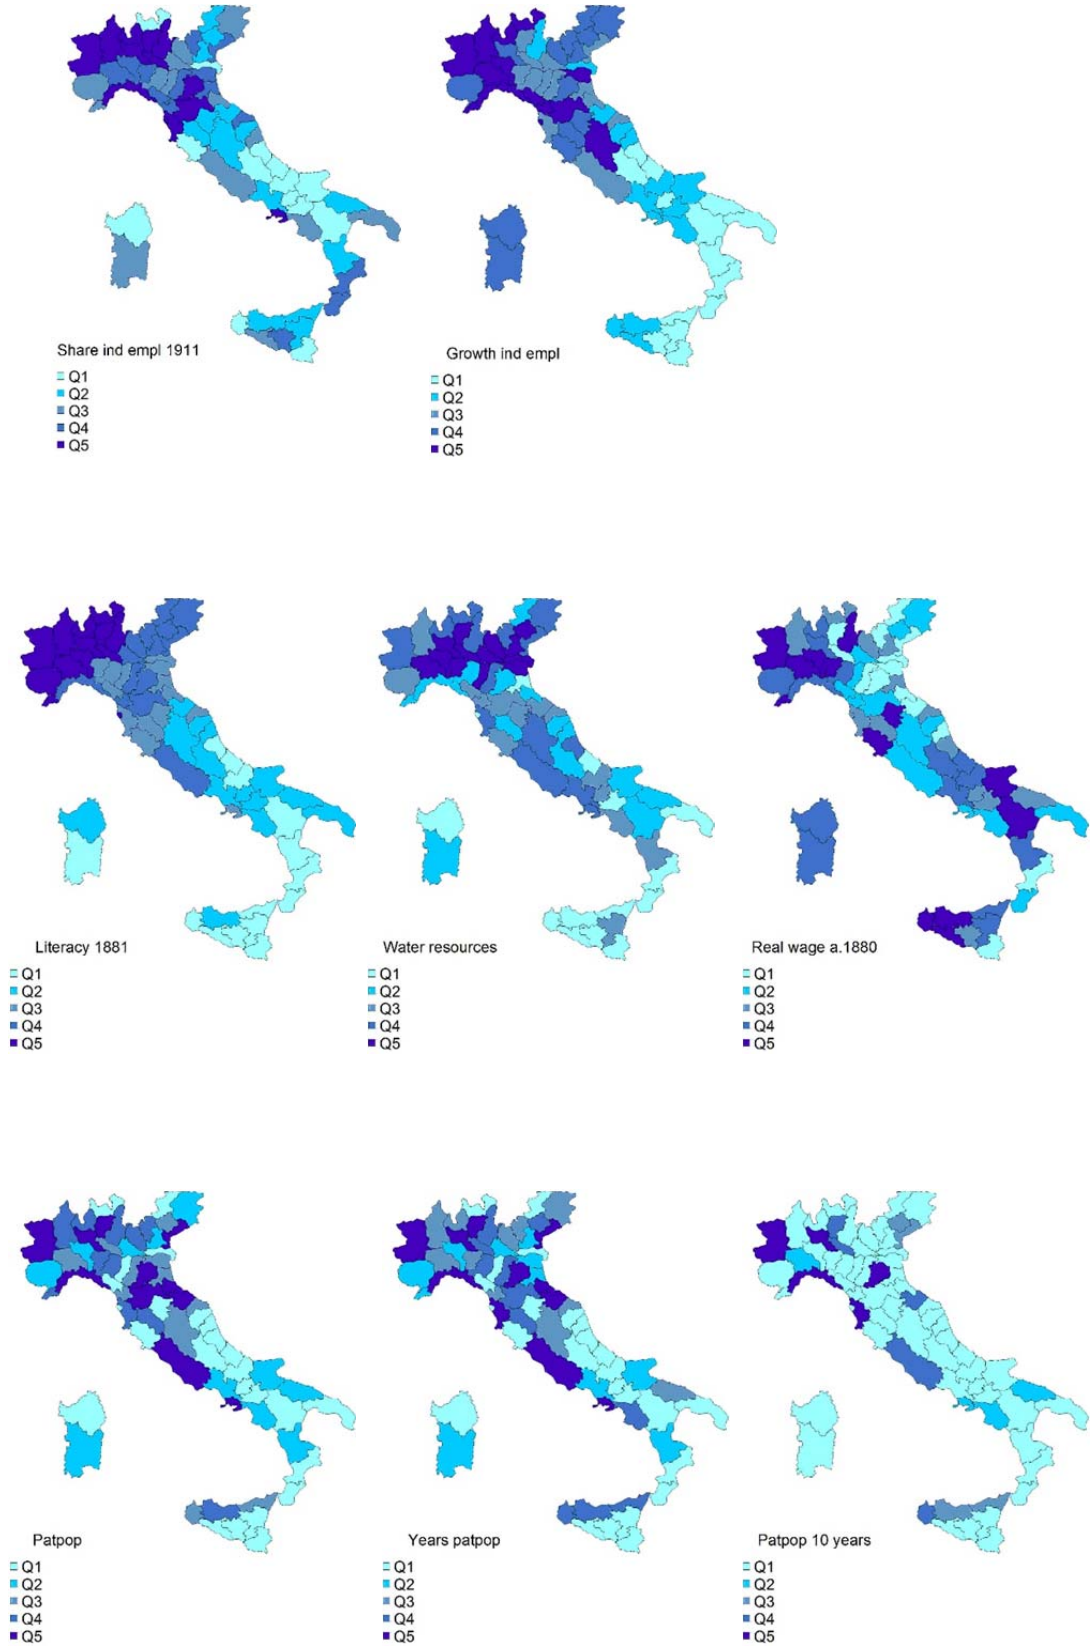 Share ind empl 1911
Q1
Q2
Q3
Q4
Q5
Growth ind empl
Q1
Q2
Q3
Q4
Q5
Literacy 1881
Q1
Q2
Q3
Q4
Q5
Water resources
Q1
Q2
Q3
Q4
Q5
Real wage a.1880
Q1
Q2
Q3
Q4
Q5
Patpop
Q1
Q2
Q3
Q4
Q5
Years patpop
Q1
Q2
Q3
Q4
Q5
Patpop 10 years
Q1
Q2
Q3
Q4
Q5